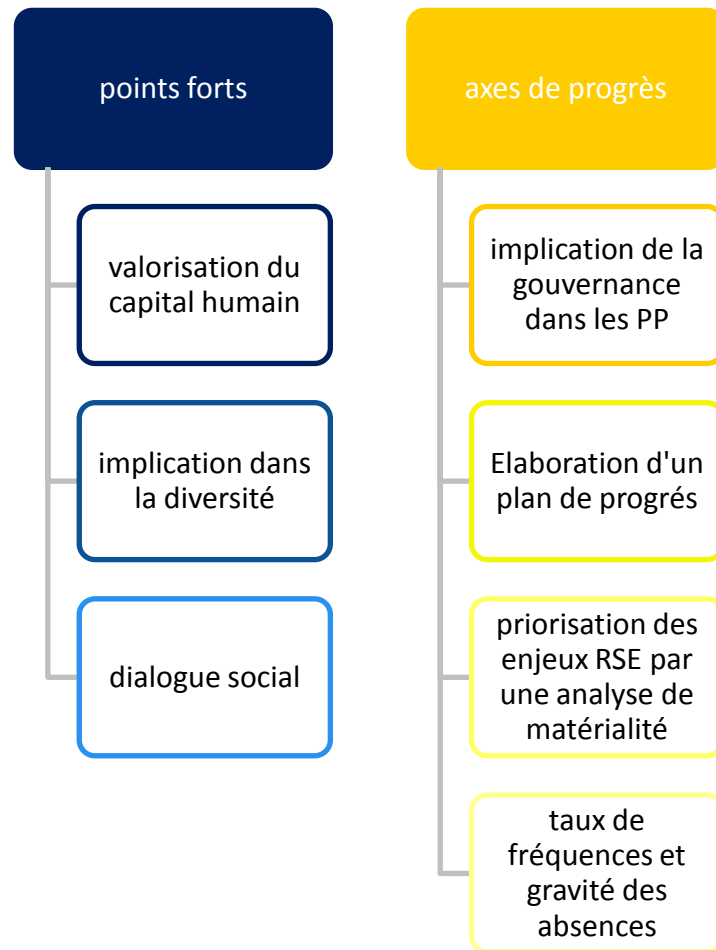 points forts
valorisation du
capital humain
implication dans
la diversité
dialogue social
axes de progrès
implication de la
gouvernance
dans les PP
Elaboration d'un
plan de progrés
priorisation des
enjeux RSE par
une analyse de
matérialité
taux de
fréquences et
gravité des
absences